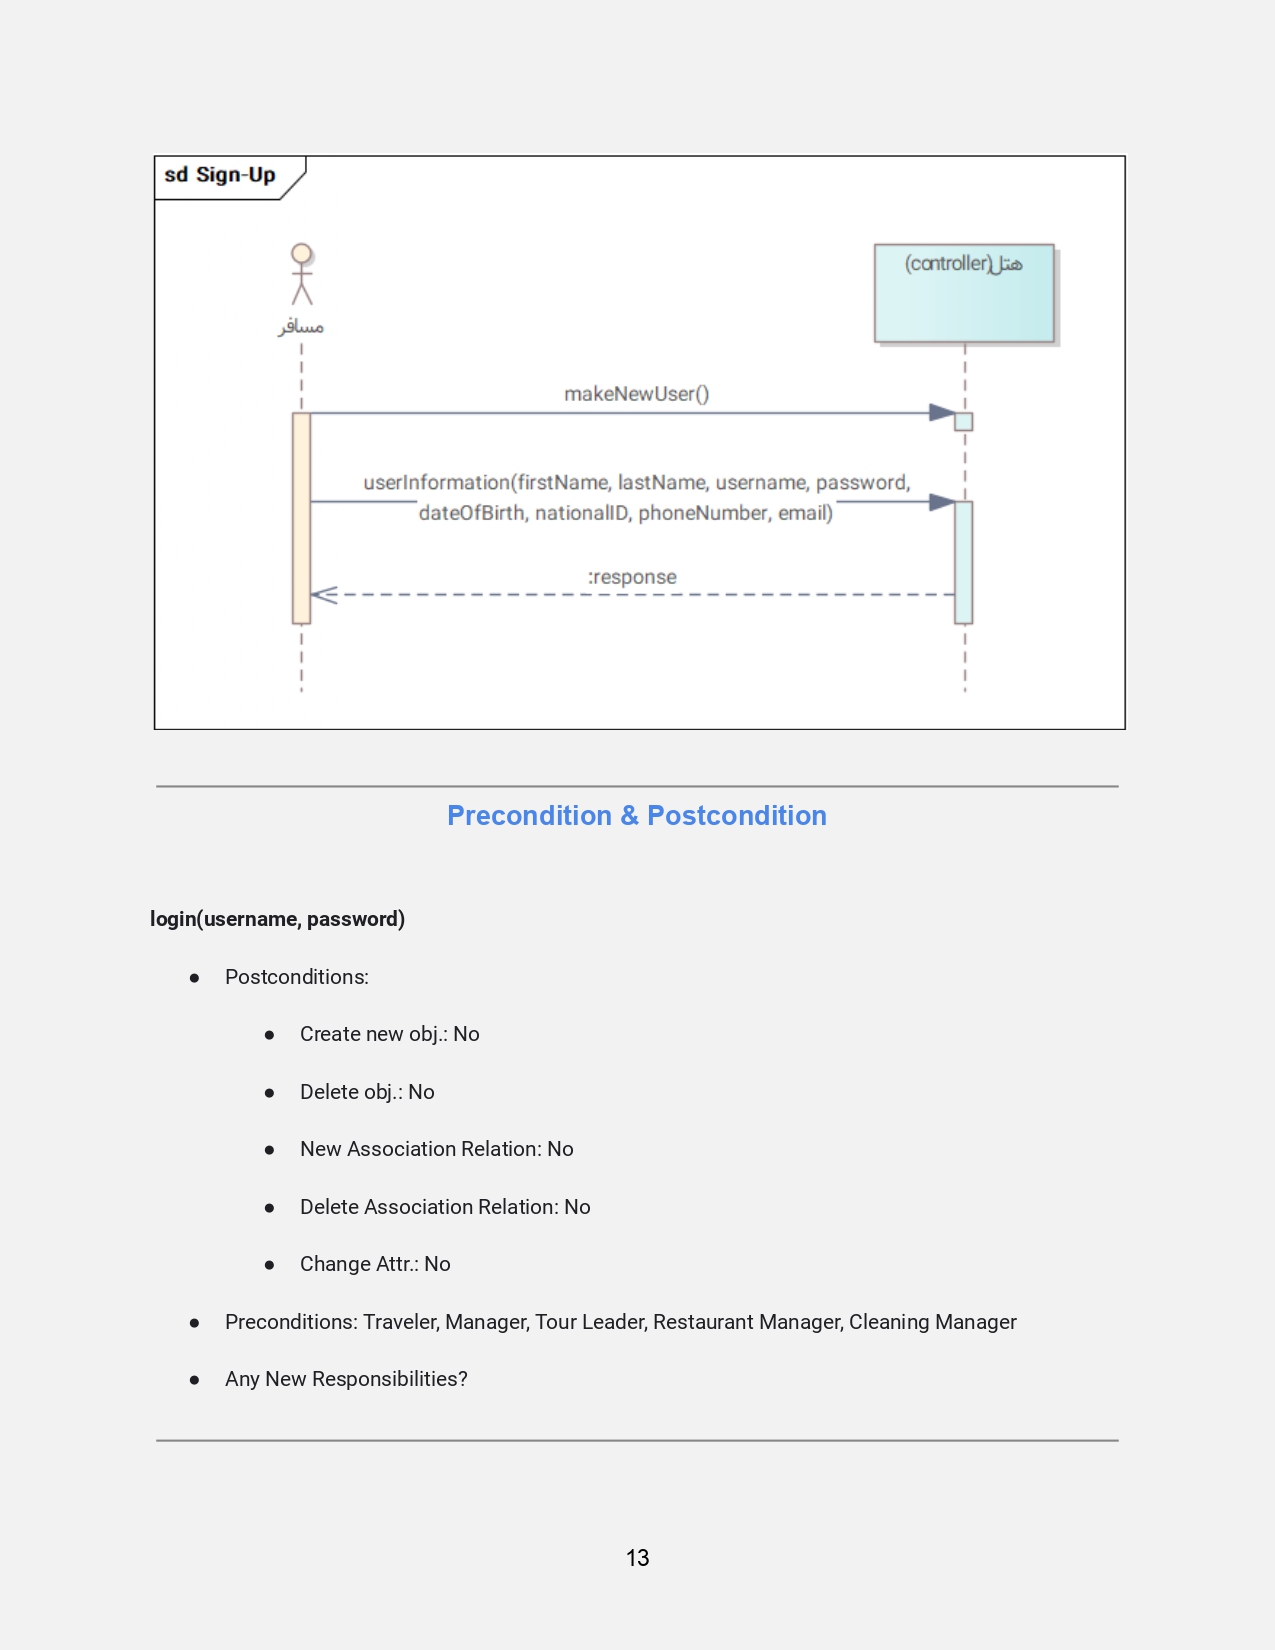 sd Sign-Up
هتل(controller)
مسافر
makeNewUser()
userInformation(firstName, lastName, username, password,
dateOfBirth, nationalID, phoneNumber, email)
:response
Precondition & Postcondition
login(username, password)
● Postconditions:
● Create new obj.: No
● Delete obj.: No
● New Association Relation: No
● Delete Association Relation: No
● Change Attr.: No
● Preconditions: Traveler, Manager, Tour Leader, Restaurant Manager, Cleaning Manager
● Any New Responsibilities?
13